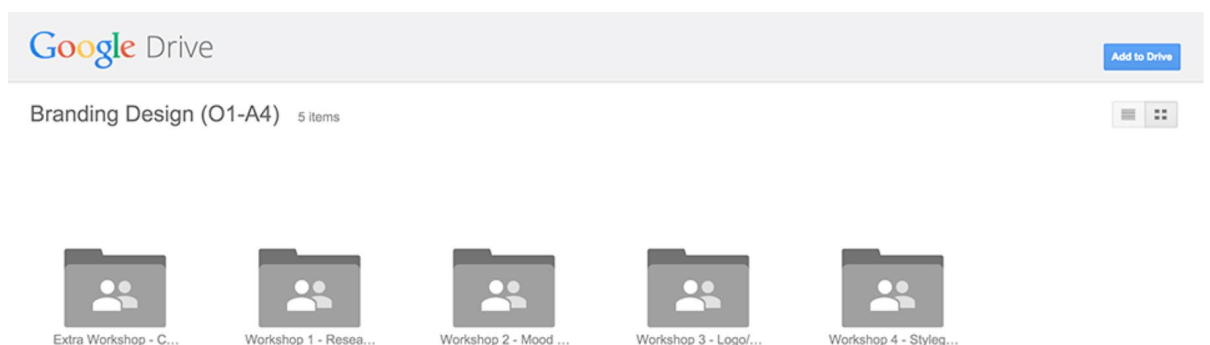 Google Drive
Add to Drive
Branding Design (O1-A4) 5 items
Extra Workshop - C...
Workshop 1 - Resea...
Workshop 2 - Mood ...
Workshop 3 - Logo/...
Workshop 4 - Styleg...